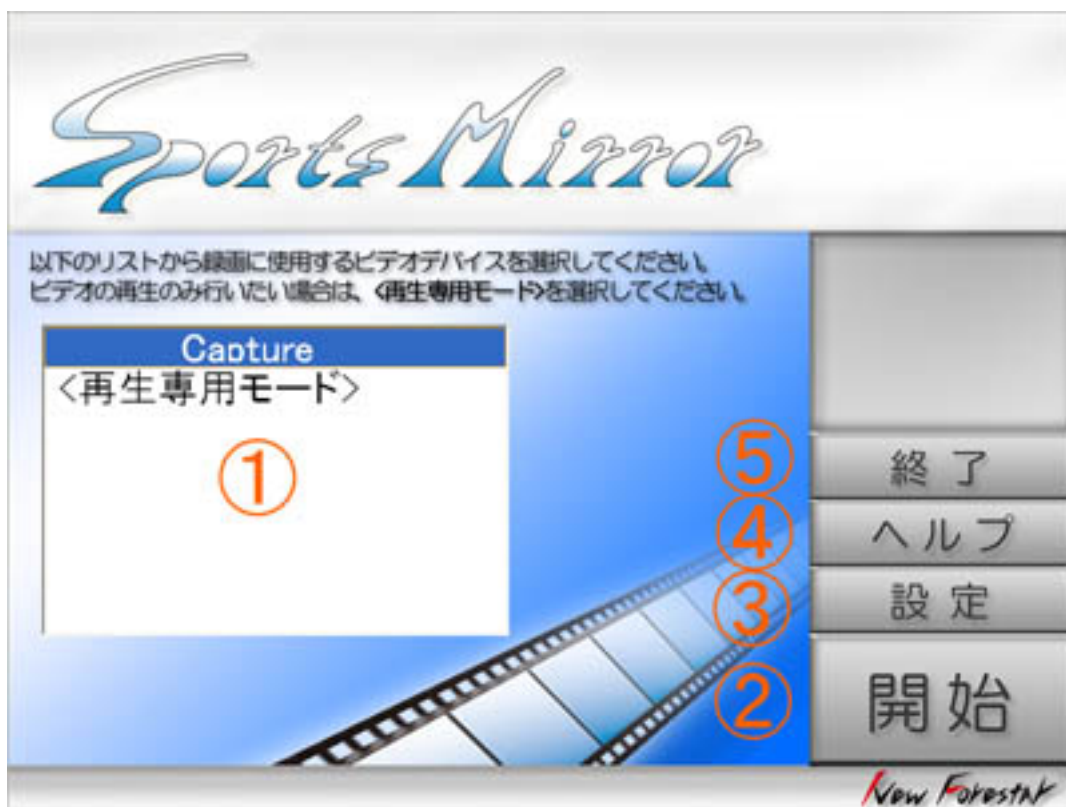 Sports Mirror
以下のリストから録画に使用するビデオデバイスを選択してください。
ビデオの再生のみ行いたい場合は、<再生専用モード>を選択してください。
Capture
<再生専用モード>
①
⑤
終了
④
ヘルプ
③
設定
②
開始
New Forestar